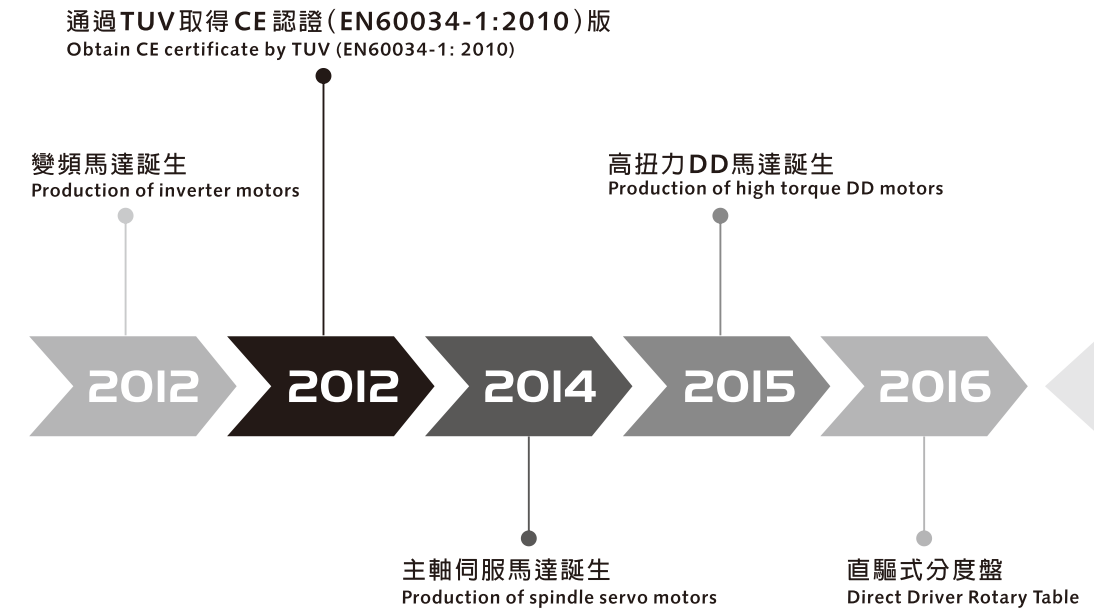 通過TUV取得CE認證(EN60034-1:2010)版
Obtain CE certificate by TUV (EN60034-1: 2010)
變頻馬達誕生
Production of inverter motors
高扭力DD馬達誕生
Production of high torque DD motors
2012
2012
2014
2015
2016
主軸伺服馬達誕生
Production of spindle servo motors
直驅式分度盤
Direct Driver Rotary Table